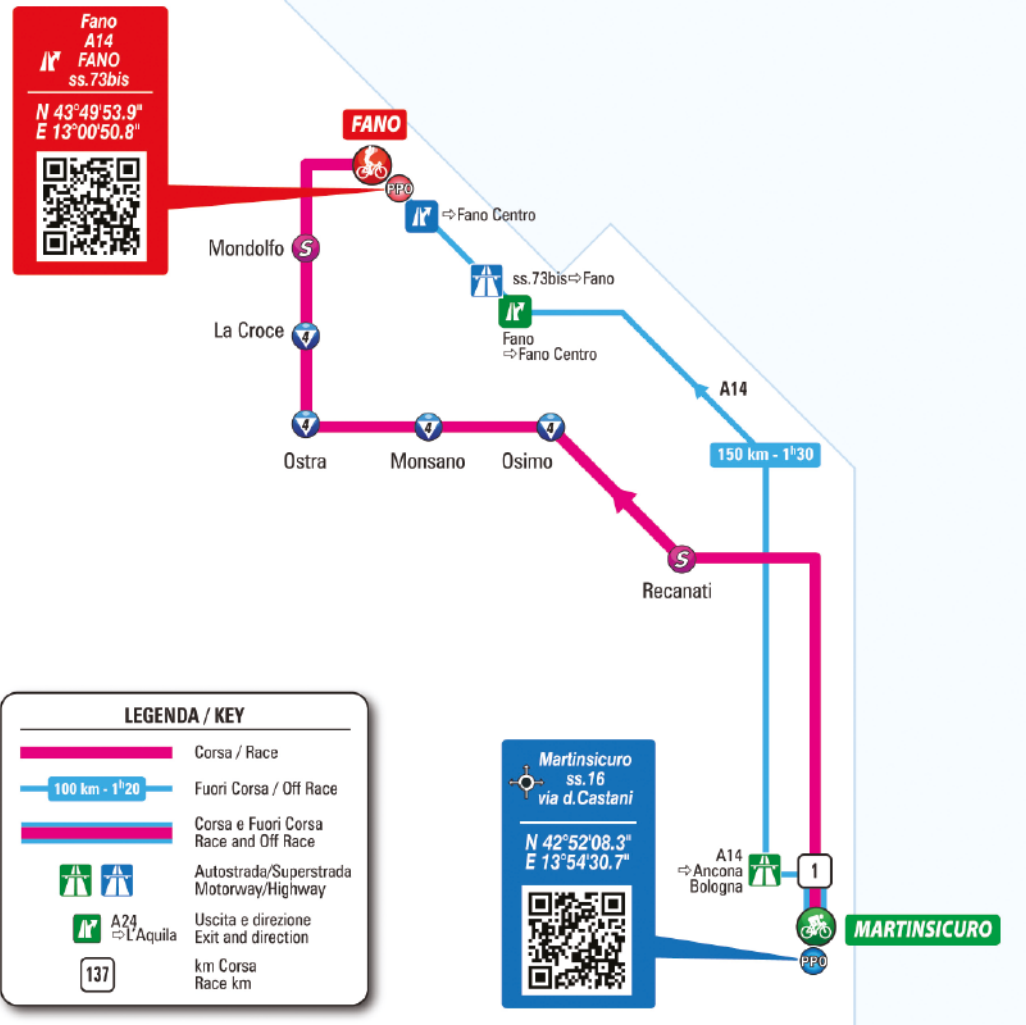 Fano
A14
FANO
ss.73bis
N 43°49'53.9"
E 13°00'50.8"
FANO
PPO
⇨Fano Centro
Mondolfo
S
ss.73bis⇨Fano
La Croce
4
Fano
⇨Fano Centro
A14
4
4
4
Ostra
Monsano
Osimo
150 km - 1h30
S
Recanati
LEGENDA / KEY
Corsa / Race
100 km - 1h20
Fuori Corsa / Off Race
Corsa e Fuori Corsa
Race and Off Race
Autostrada/Superstrada
Motorway/Highway
A24
⇨L'Aquila
Uscita e direzione
Exit and direction
137
km Corsa
Race km
Martinsicuro
ss.16
via d.Castani
N 42°52'08.3"
E 13°54'30.7"
A14
⇨Ancona
Bologna
1
MARTINSICURO
PPO